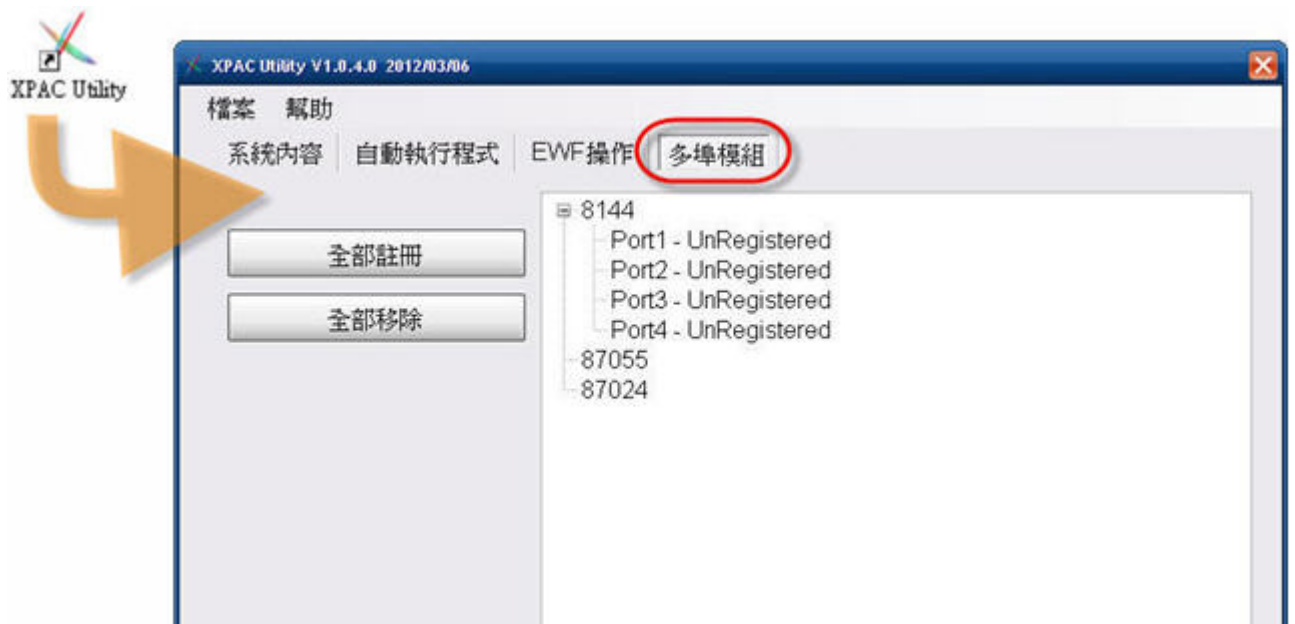 XPAC Utility
XPAC Utility V1.0.4.0 2012/03/06
檔案 幫助
系統內容 自動執行程式 EWF操作 多埠模組
全部註冊
全部移除
8144
Port1 - UnRegistered
Port2 - UnRegistered
Port3 - UnRegistered
Port4 - UnRegistered
87055
87024